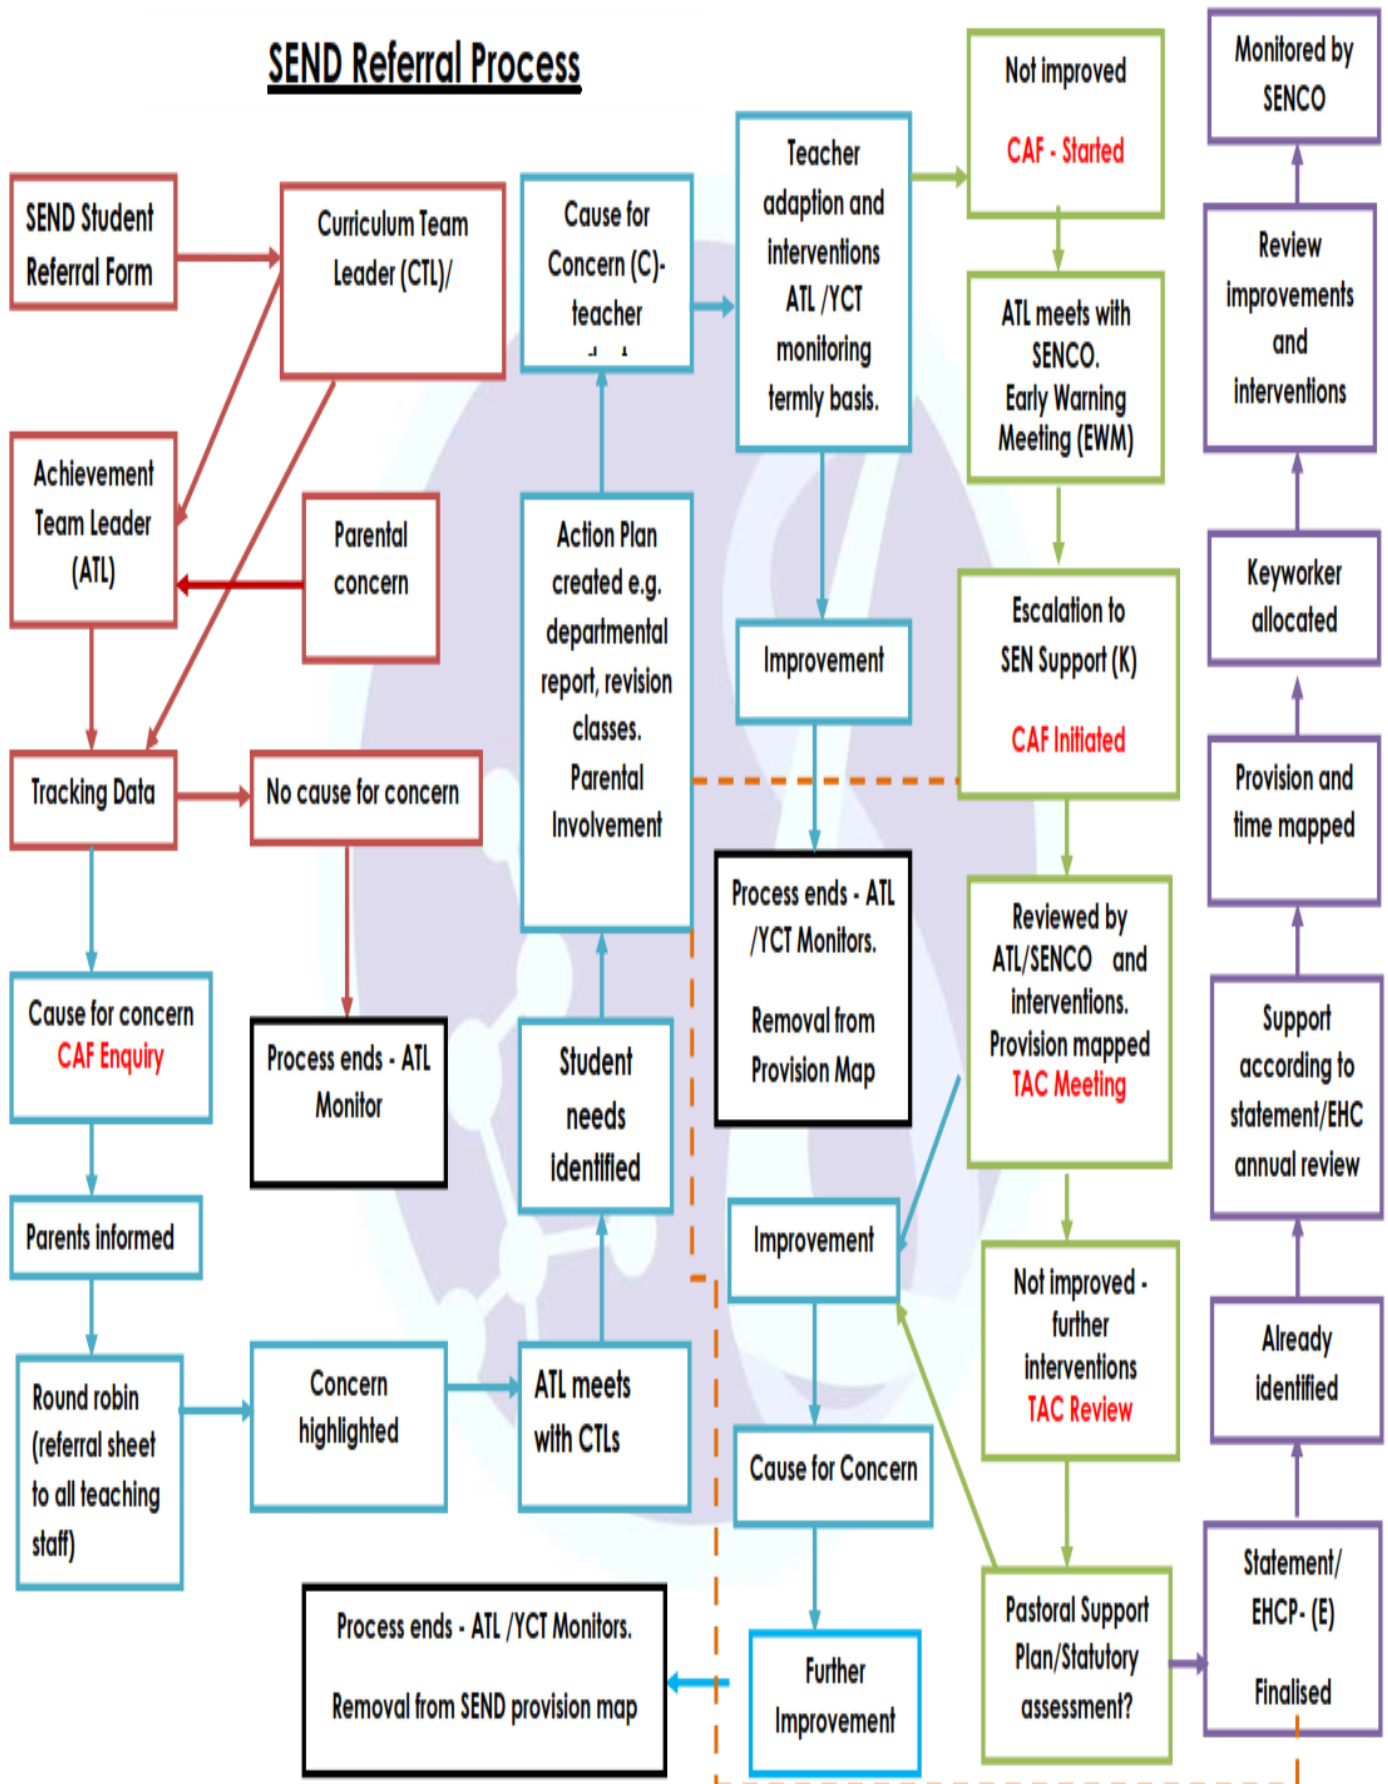 SEND Referral Process
SEND Student
Referral Form
Curriculum Team
Leader (CTL)/
Achievement
Team Leader
(ATL)
Parental
concern
Tracking Data
No cause for concern
Cause for concern
CAF Enquiry
Process ends - ATL
Monitor
Parents informed
Round robin
(referral sheet
to all teaching
staff)
Concern
highlighted
ATL meets
with CTLs
Student
needs
identified
Action Plan
created e.g.
departmental
report, revision
classes.
Parental
Involvement
Cause for
Concern (C)-
teacher
Teacher
adaption and
interventions
ATL /YCT
monitoring
termly basis.
Improvement
Process ends - ATL
/YCT Monitors.
Removal from
Provision Map
Not improved
CAF - Started
ATL meets with
SENCO.
Early Warning
Meeting (EWM)
Escalation to
SEN Support (K)
CAF Initiated
Reviewed by
ATL/SENCO and
interventions.
Provision mapped
TAC Meeting
Not improved -
further
interventions
TAC Review
Pastoral Support
Plan/Statutory
assessment?
Improvement
Cause for Concern
Further
Improvement
Process ends - ATL /YCT Monitors.
Removal from SEND provision map
Statement/
EHCP- (E)
Finalised
Already
identified
Support
according to
statement/EHC
annual review
Provision and
time mapped
Keyworker
allocated
Review
improvements
and
interventions
Monitored by
SENCO